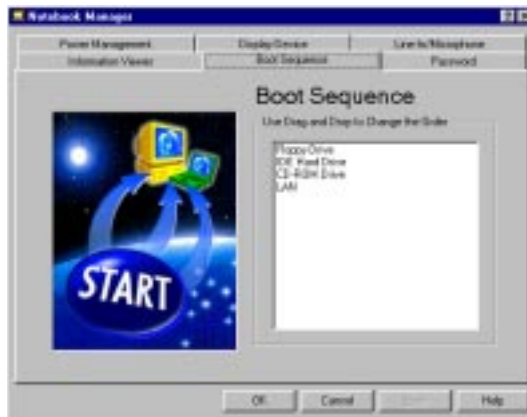 Notebook Manager
Power Management
Display Device
Line-In/Microphone
Information Viewer
Boot Sequence
Password
Boot Sequence
Use Drag and Drop to Change the Order
Floppy Drive
IDE Hard Drive
CD-ROM Drive
LAN
START
OK
Cancel
Help